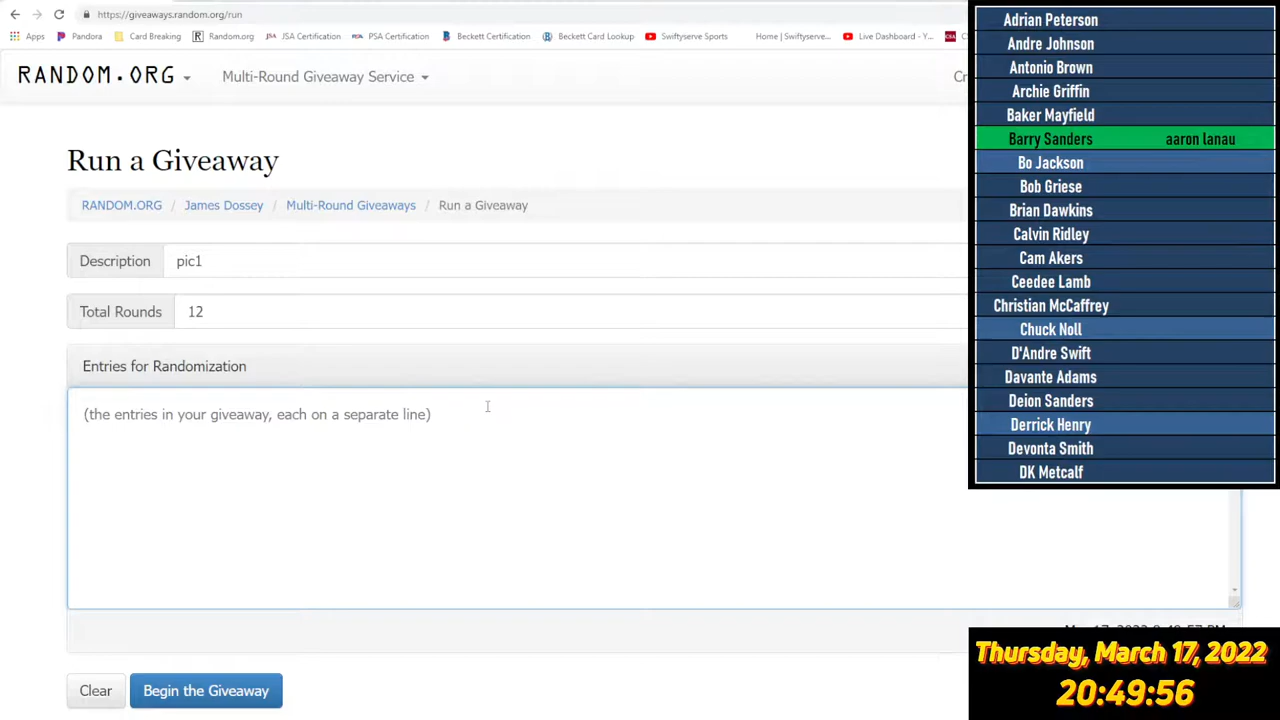 https://giveaways.random.org/run
Apps Pandora Card Breaking Random.org JSA Certification PSA Certification Beckett Certification Beckett Card Lookup Swiftyserve Sports Home | Swiftyserve... Live Dashboard - Y...
RANDOM.ORG Multi-Round Giveaway Service
Run a Giveaway
RANDOM.ORG / James Dossey / Multi-Round Giveaways / Run a Giveaway
Description pic1
Total Rounds 12
Entries for Randomization
(the entries in your giveaway, each on a separate line)
Clear Begin the Giveaway
Adrian Peterson
Andre Johnson
Antonio Brown
Archie Griffin
Baker Mayfield
Barry Sanders aaron lanau
Bo Jackson
Bob Griese
Brian Dawkins
Calvin Ridley
Cam Akers
Ceedee Lamb
Christian McCaffrey
Chuck Noll
D'Andre Swift
Davante Adams
Deion Sanders
Derrick Henry
Devonta Smith
DK Metcalf
Thursday, March 17, 2022
20:49:56